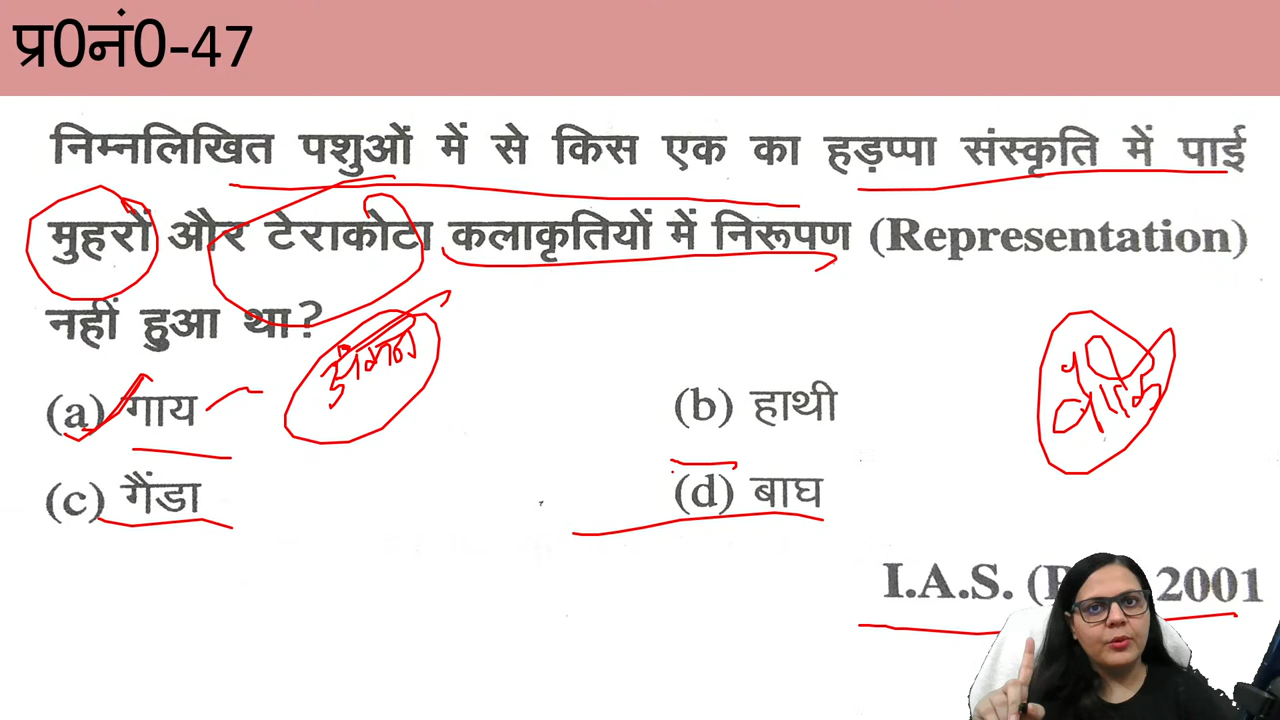 प्र0नं0-47
निम्नलिखित पशुओं में से किस एक का हड़प्पा संस्कृति में पाई
मुहरों और टेराकोटा कलाकृतियों में निरूपण (Representation)
नहीं हुआ था?
(a) गाय
(b) हाथी
(c) गैंडा
(d) बाघ
I.A.S. 2001